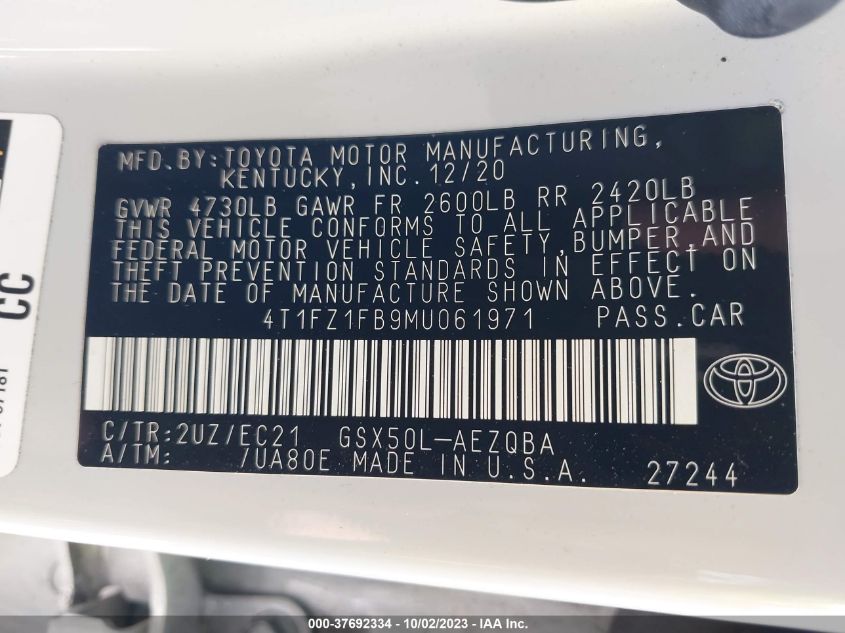 MFD.BY:TOYOTA MOTOR MANUFACTURING,
KENTUCKY,INC.12/20
GVWR 4730LB GAWR FR 2600LB RR 2420LB
THIS VEHICLE CONFORMS TO ALL APPLICABLE
FEDERAL MOTOR VEHICLE SAFETY,BUMPER,AND
THEFT PREVENTION STANDARDS IN EFFECT ON
THE DATE OF MANUFACTURE SHOWN ABOVE.
4T1FZ1FB9MU061971 PASS.CAR
C/TR:2UZ/EC21 GSX50L-AEZQBA
A/TM: /UA80E MADE IN U.S.A. 27244
CC
000-37692334 - 10/02/2023 - IAA Inc.